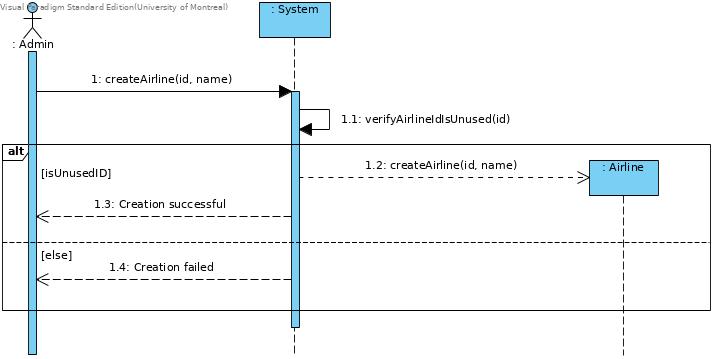 Visual Paradigm Standard Edition(University of Montreal)
: System
: Admin
1: createAirline(id, name)
1.1: verifyAirlineIdIsUnused(id)
alt
[isUnusedID]
1.2: createAirline(id, name)
: Airline
1.3: Creation successful
[else]
1.4: Creation failed